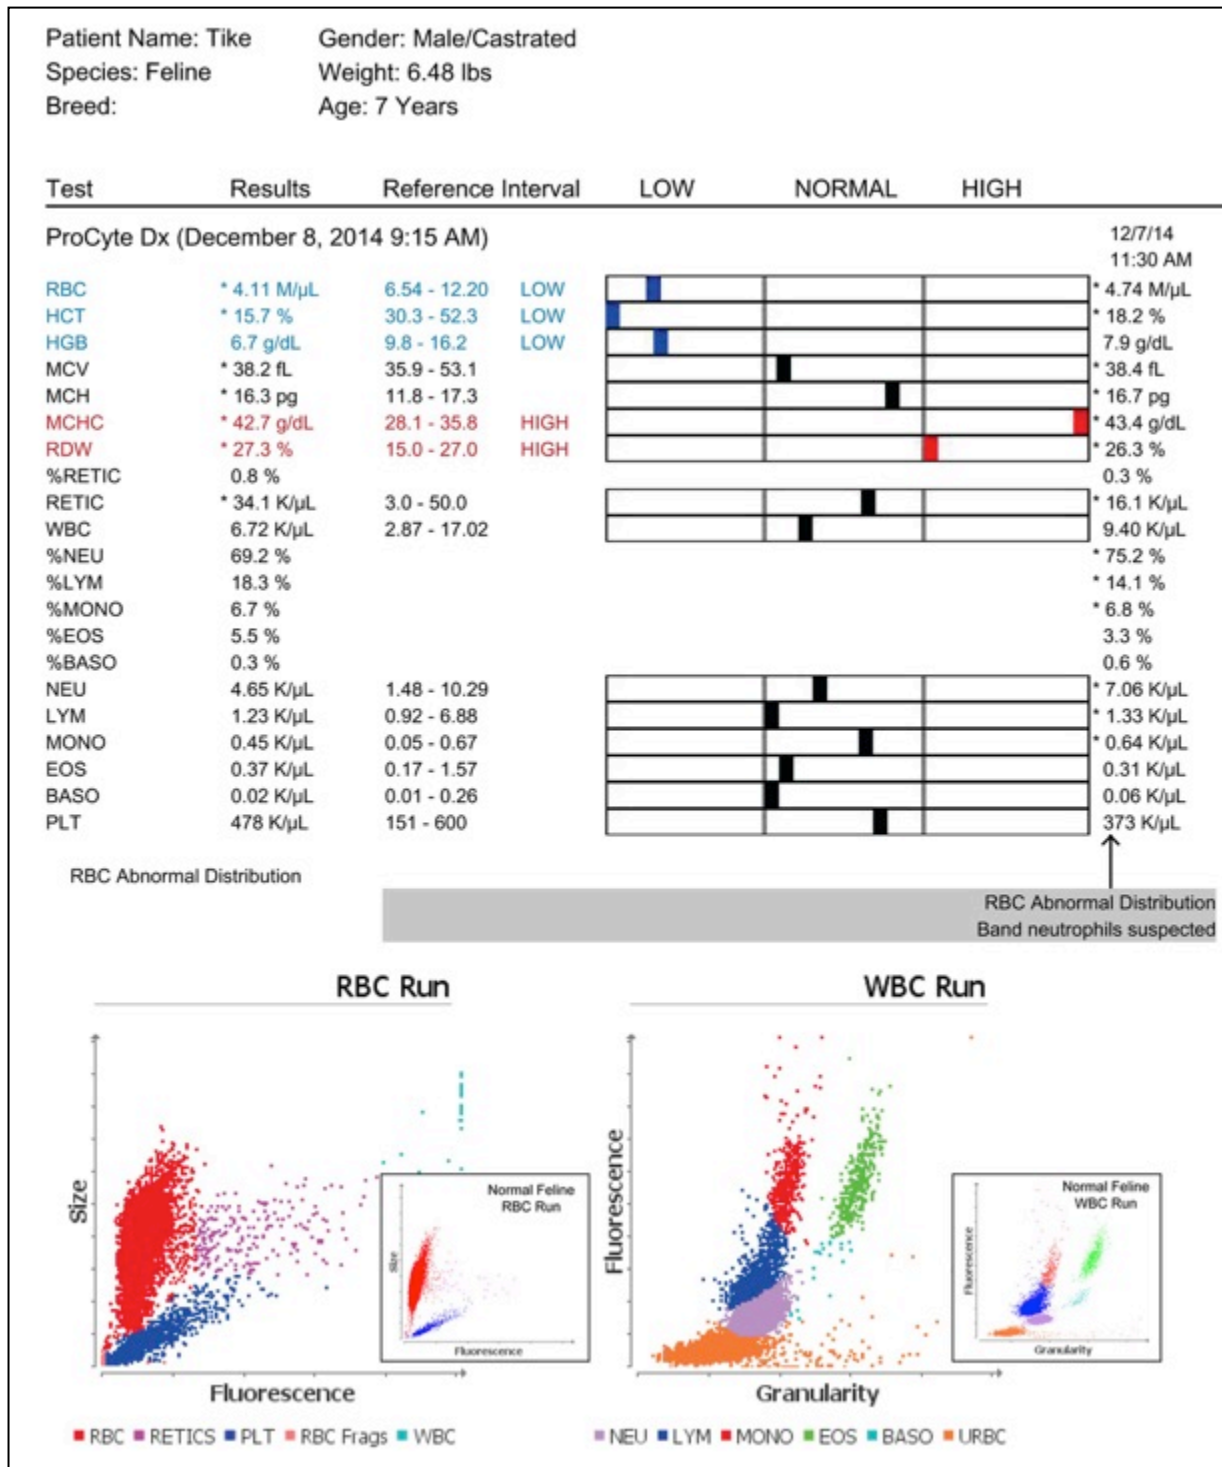 Patient Name: Tike Gender: Male/Castrated
Species: Feline Weight: 6.48 lbs
Breed: Age: 7 Years
Test Results Reference Interval LOW NORMAL HIGH
ProCyte Dx (December 8, 2014 9:15 AM) 12/7/14
11:30 AM
RBC * 4.11 M/µL 6.54 - 12.20 LOW * 4.74 M/µL
HCT * 15.7 % 30.3 - 52.3 LOW * 18.2 %
HGB 6.7 g/dL 9.8 - 16.2 LOW 7.9 g/dL
MCV * 38.2 fL 35.9 - 53.1 * 38.4 fL
MCH * 16.3 pg 11.8 - 17.3 * 16.7 pg
MCHC * 42.7 g/dL 28.1 - 35.8 HIGH * 43.4 g/dL
RDW * 27.3 % 15.0 - 27.0 HIGH * 26.3 %
%RETIC 0.8 % 0.3 %
RETIC * 34.1 K/µL 3.0 - 50.0 * 16.1 K/µL
WBC 6.72 K/µL 2.87 - 17.02 9.40 K/µL
%NEU 69.2 % * 75.2 %
%LYM 18.3 % * 14.1 %
%MONO 6.7 % * 6.8 %
%EOS 5.5 % 3.3 %
%BASO 0.3 % 0.6 %
NEU 4.65 K/µL 1.48 - 10.29 * 7.06 K/µL
LYM 1.23 K/µL 0.92 - 6.88 * 1.33 K/µL
MONO 0.45 K/µL 0.05 - 0.67 * 0.64 K/µL
EOS 0.37 K/µL 0.17 - 1.57 0.31 K/µL
BASO 0.02 K/µL 0.01 - 0.26 0.06 K/µL
PLT 478 K/µL 151 - 600 373 K/µL
RBC Abnormal Distribution
RBC Abnormal Distribution
Band neutrophils suspected
RBC Run
Size
Fluorescence
Normal Feline
RBC Run
Size
Fluorescence
RBC RETICS PLT RBC Frags WBC
WBC Run
Fluorescence
Granularity
Normal Feline
WBC Run
Fluorescence
Granularity
NEU LYM MONO EOS BASO URBC